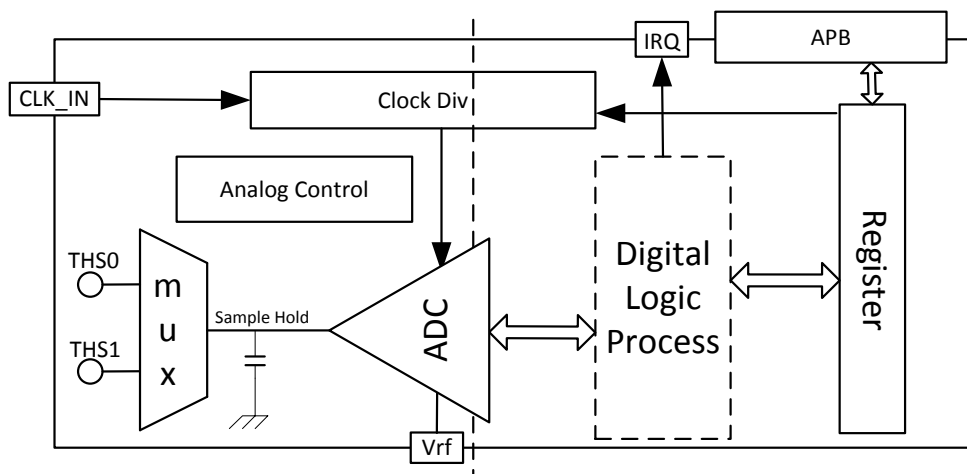 IRQ
APB
CLK_IN
Clock Div
Analog Control
THS0
THS1
m
u
x
Sample Hold
ADC
Vrf
Digital
Logic
Process
Register